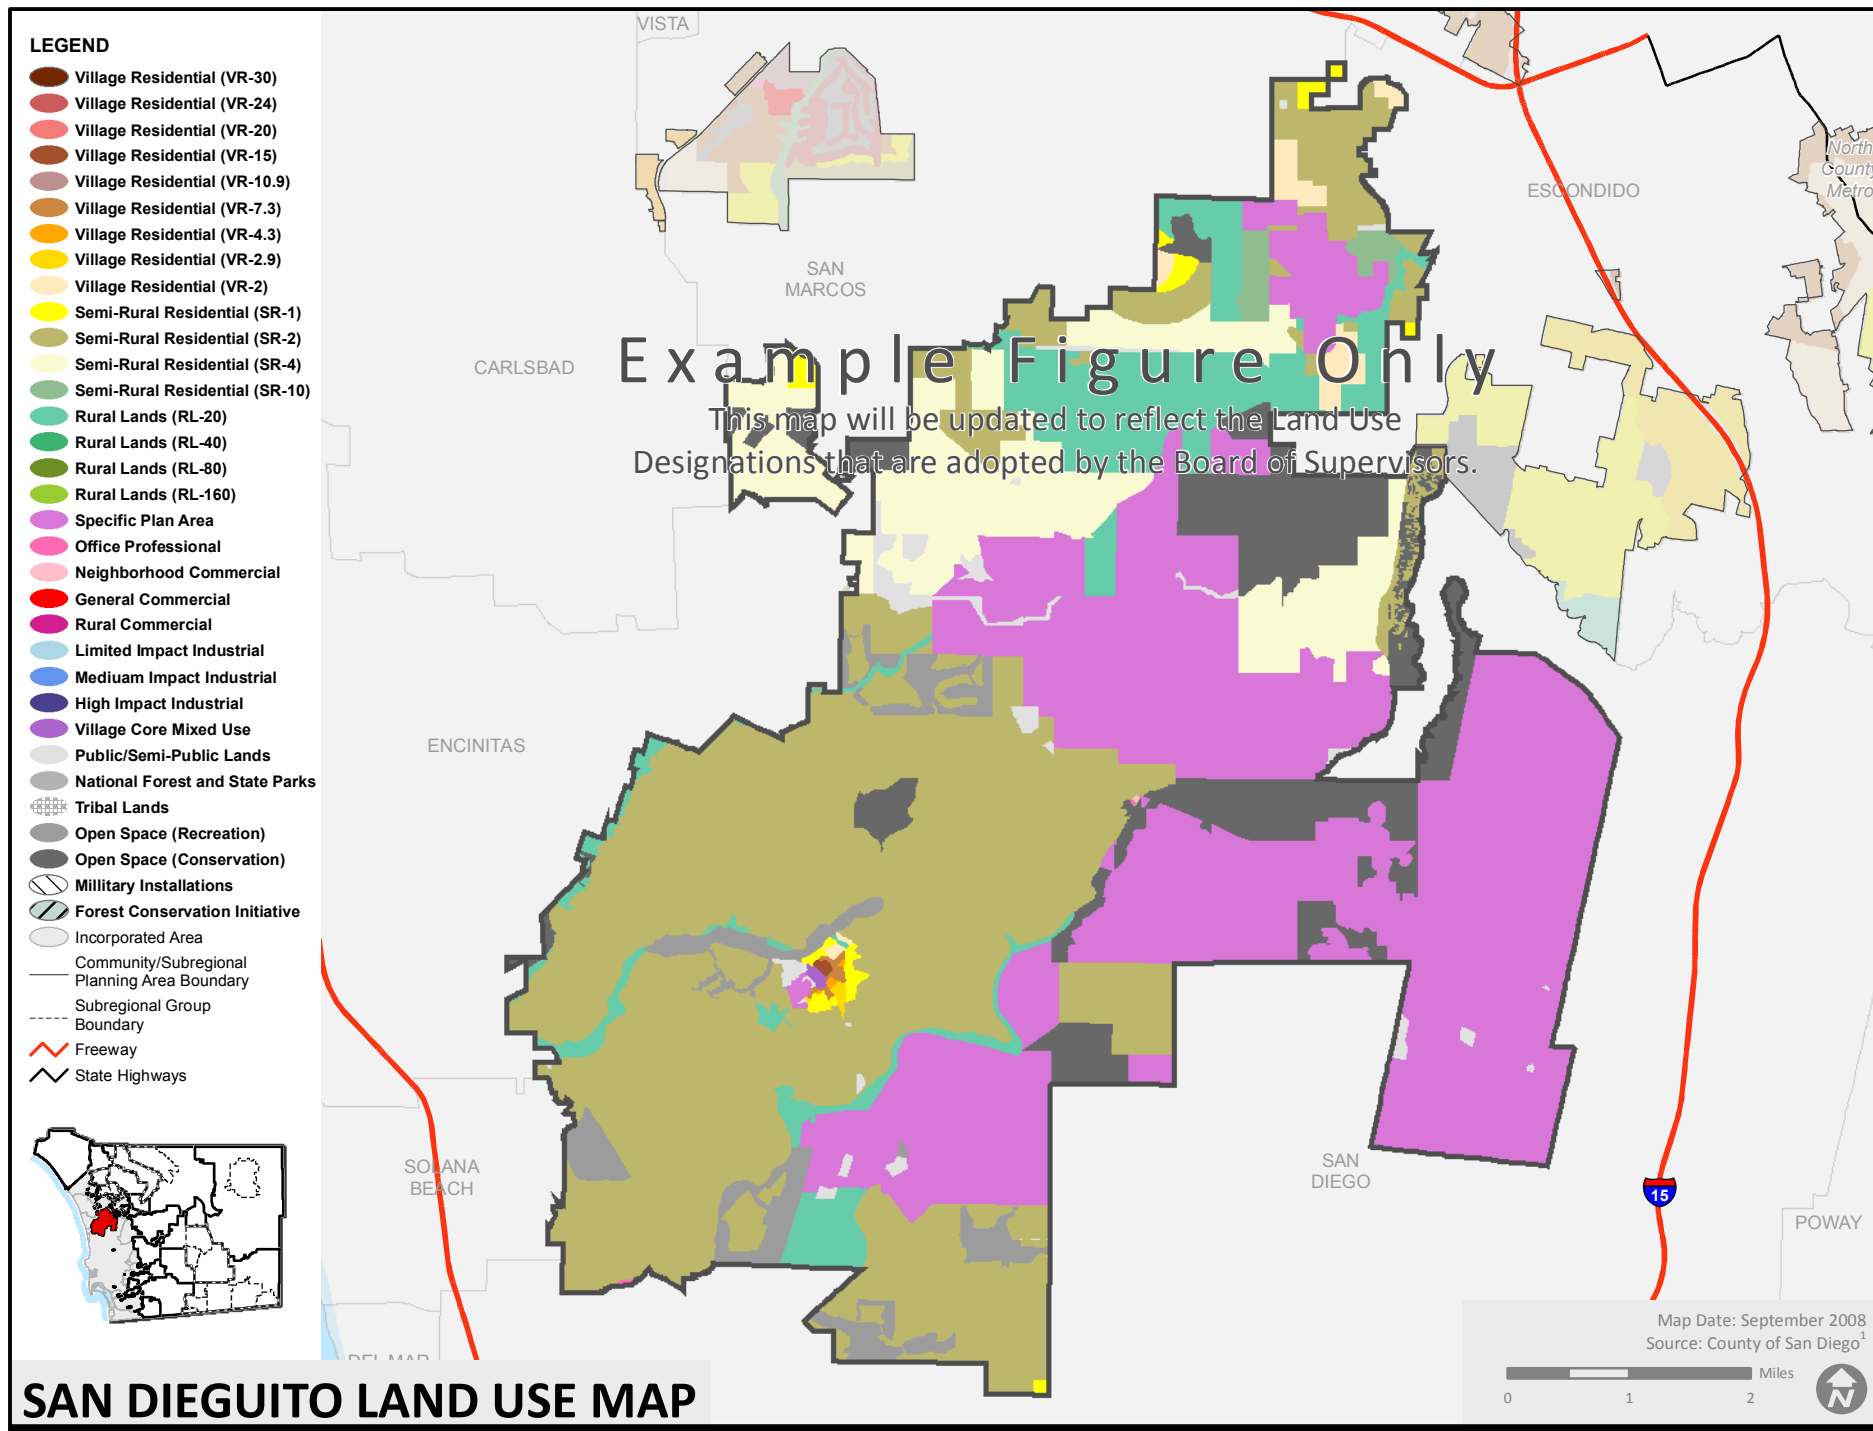 LEGEND
Village Residential (VR-30)
Village Residential (VR-24)
Village Residential (VR-20)
Village Residential (VR-15)
Village Residential (VR-10.9)
Village Residential (VR-7.3)
Village Residential (VR-4.3)
Village Residential (VR-2.9)
Village Residential (VR-2)
Semi-Rural Residential (SR-1)
Semi-Rural Residential (SR-2)
Semi-Rural Residential (SR-4)
Semi-Rural Residential (SR-10)
Rural Lands (RL-20)
Rural Lands (RL-40)
Rural Lands (RL-80)
Rural Lands (RL-160)
Specific Plan Area
Office Professional
Neighborhood Commercial
General Commercial
Rural Commercial
Limited Impact Industrial
Mediuam Impact Industrial
High Impact Industrial
Village Core Mixed Use
Public/Semi-Public Lands
National Forest and State Parks
Tribal Lands
Open Space (Recreation)
Open Space (Conservation)
Millitary Installations
Forest Conservation Initiative
Incorporated Area
Community/Subregional
Planning Area Boundary
Subregional Group
Boundary
Freeway
State Highways
VISTA
North
County
Metro
ESCONDIDO
SAN
MARCOS
CARLSBAD
Example Figure Only
This map will be updated to reflect the Land Use
Designations that are adopted by the Board of Supervisors.
ENCINITAS
SOLANA
BEACH
SAN
DIEGO
15
POWAY
DEL MAR
Map Date: September 2008
Source: County of San Diego1
Miles
0 1 2
N
SAN DIEGUITO LAND USE MAP